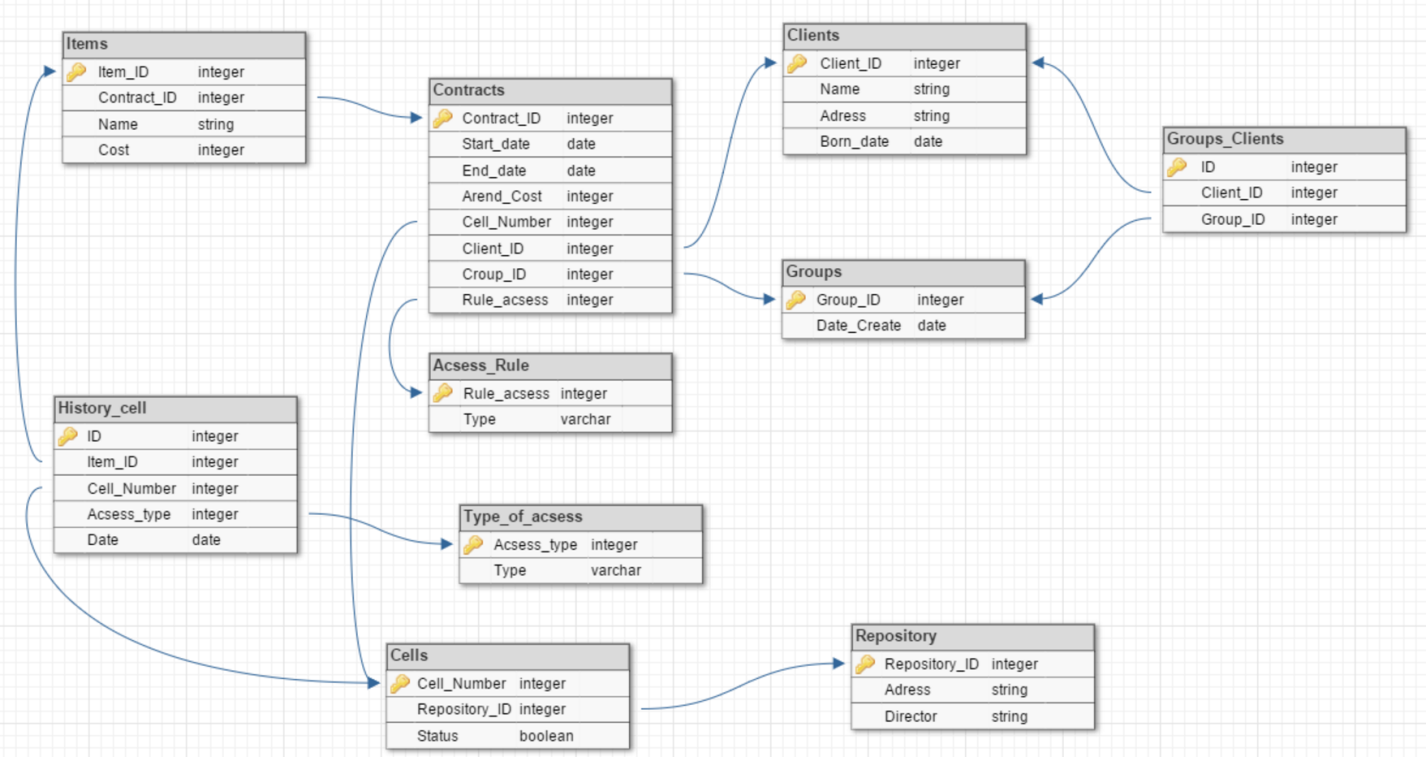 Items
Item_ID integer
Contract_ID integer
Name string
Cost integer
Contracts
Contract_ID integer
Start_date date
End_date date
Arend_Cost integer
Cell_Number integer
Client_ID integer
Croup_ID integer
Rule_acsess integer
Clients
Client_ID integer
Name string
Adress string
Born_date date
Groups_Clients
ID integer
Client_ID integer
Group_ID integer
Groups
Group_ID integer
Date_Create date
Acsess_Rule
Rule_acsess integer
Type varchar
History_cell
ID integer
Item_ID integer
Cell_Number integer
Acsess_type integer
Date date
Type_of_acsess
Acsess_type integer
Type varchar
Cells
Cell_Number integer
Repository_ID integer
Status boolean
Repository
Repository_ID integer
Adress string
Director string